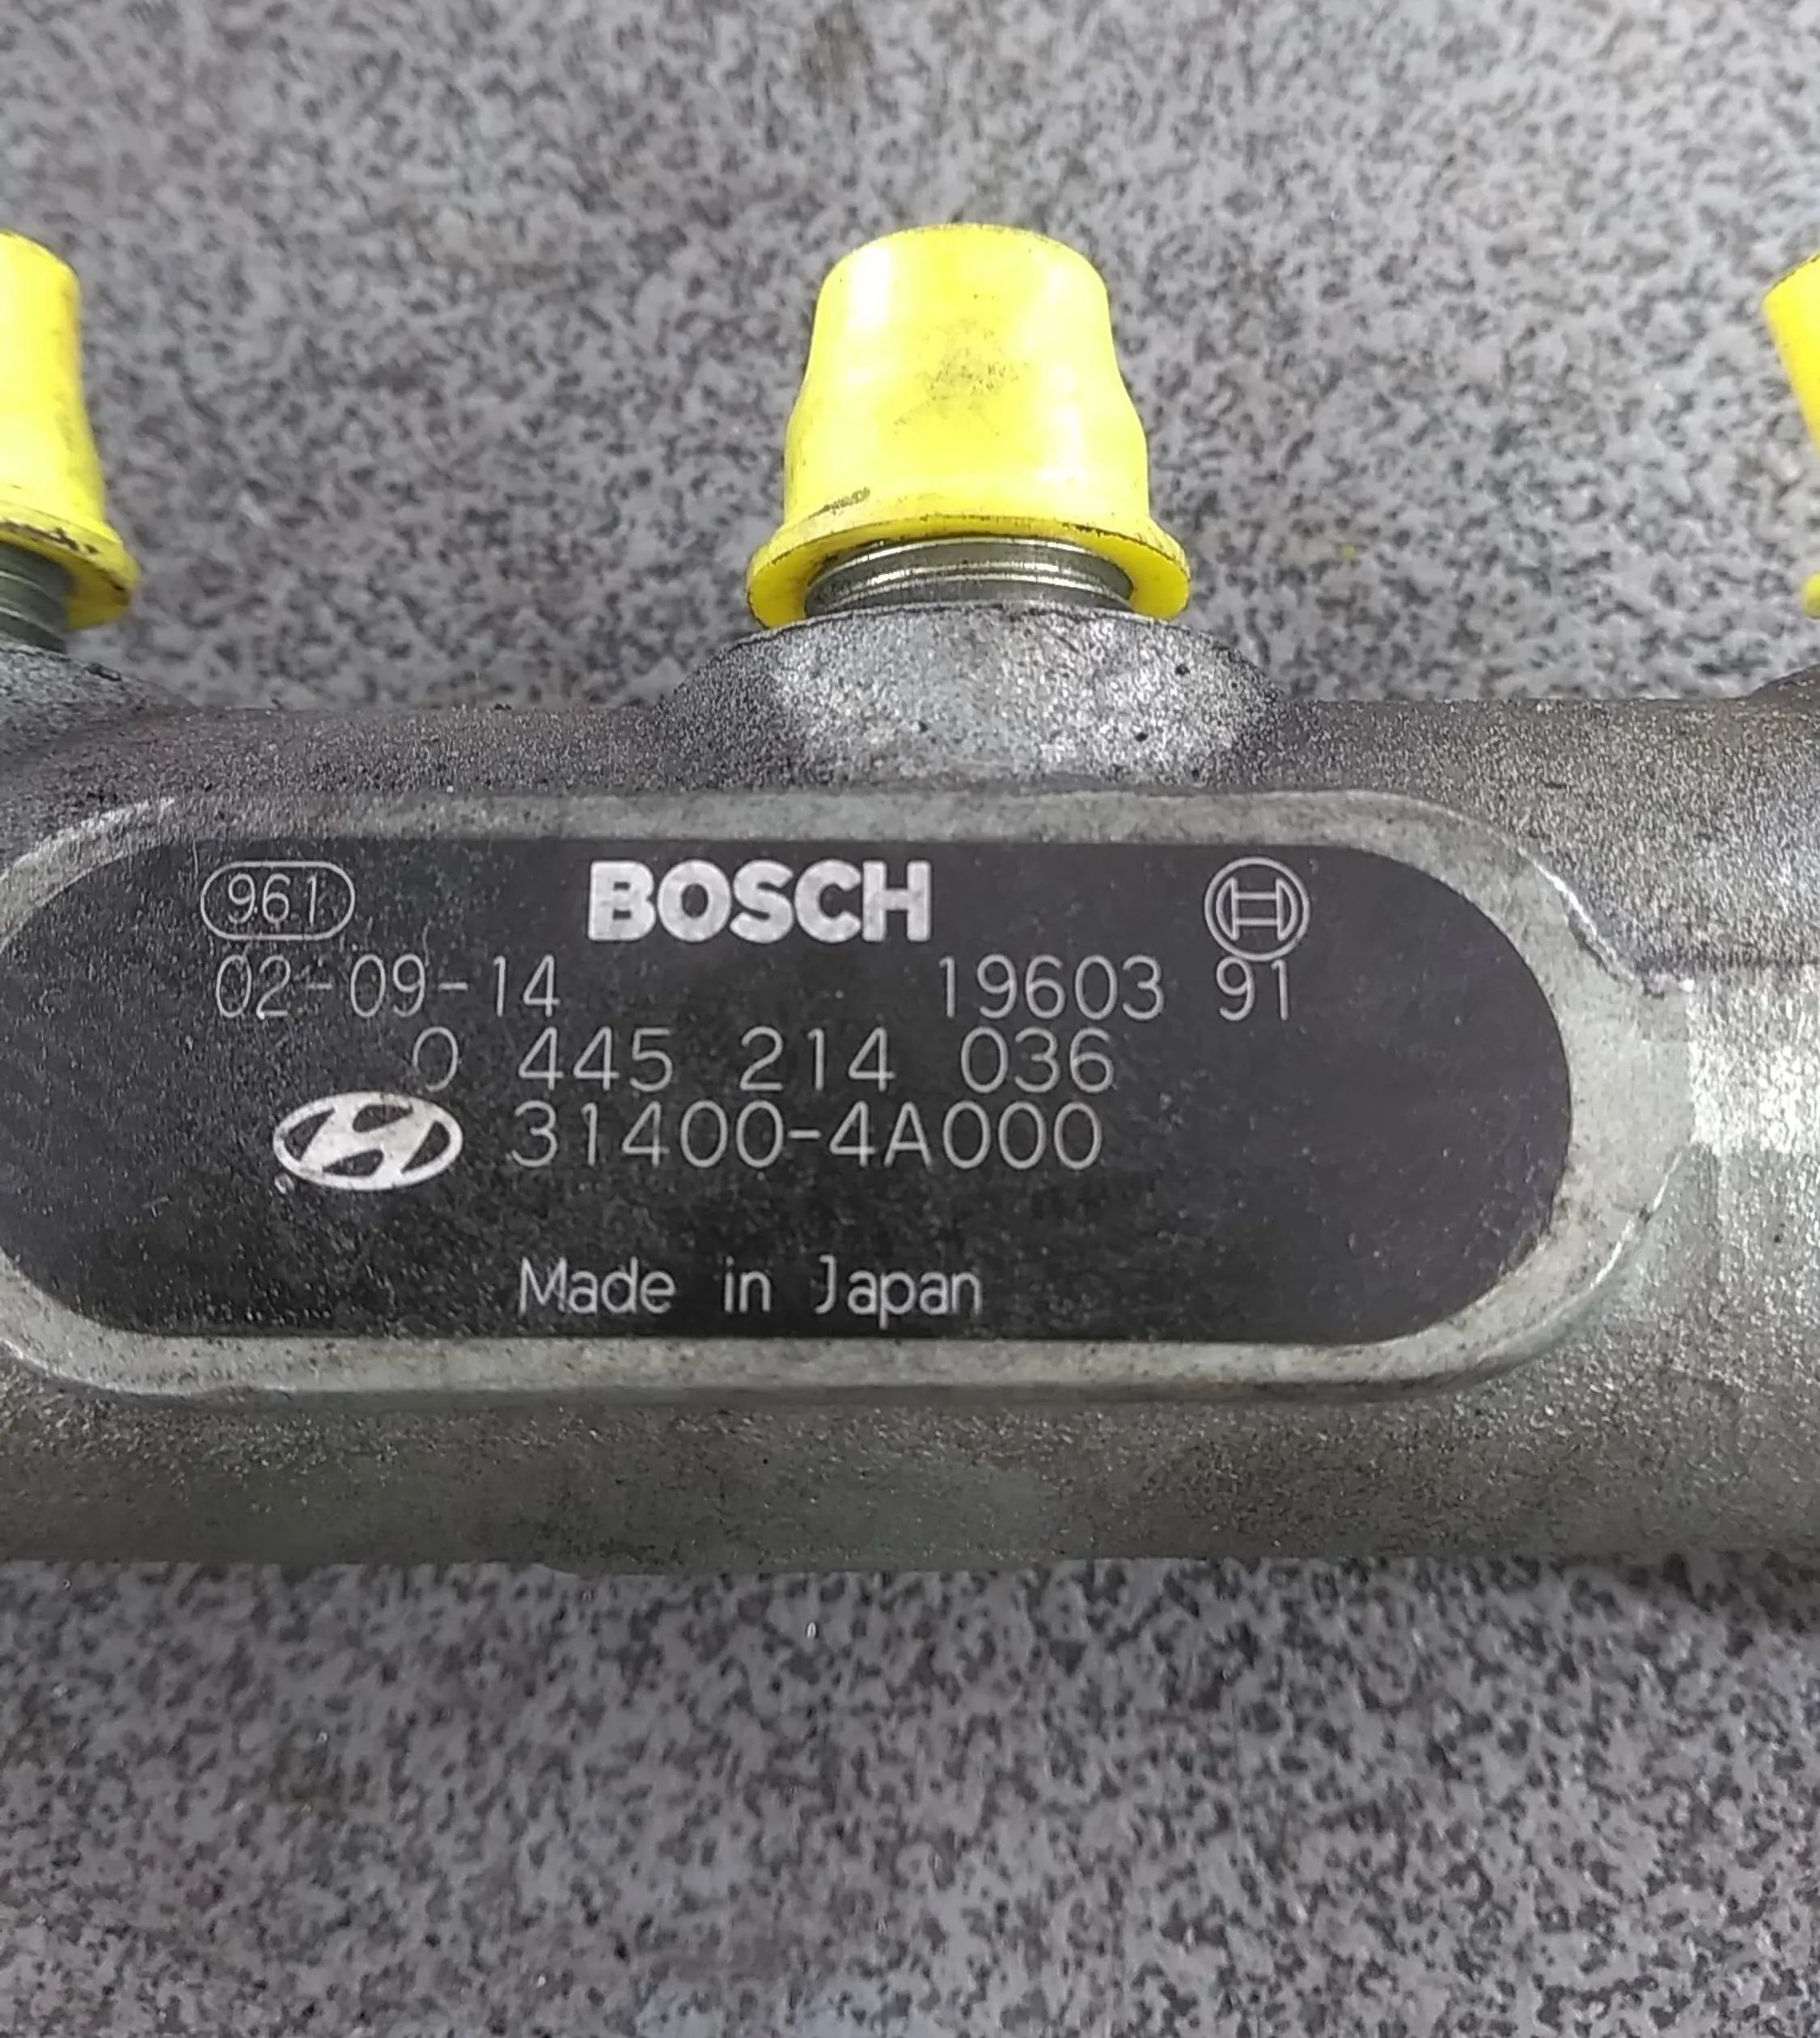 961 BOSCH
02-09-14 19603 91
0 445 214 036
31400-4A000
Made in Japan